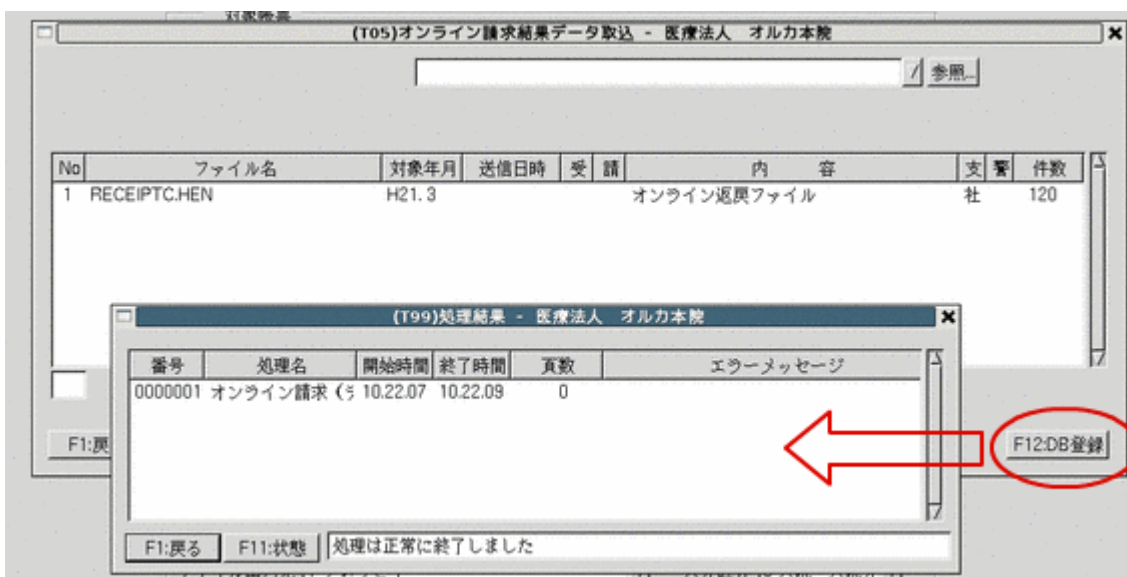 対象帳票
(T05)オンライン請求結果データ取込 - 医療法人　オルカ本院
参照...
No ファイル名 対象年月 送信日時 受 請 内　容 支 警 件数
1 RECEIPTC.HEN H21. 3 オンライン返戻ファイル 社 120
(T99)処理結果 - 医療法人　オルカ本院
番号 処理名 開始時間 終了時間 頁数 エラーメッセージ
0000001 オンライン請求（ラ 10.22.07 10.22.09 0
F1:戻
F12:DB登録
F1:戻る F11:状態 処理は正常に終了しました